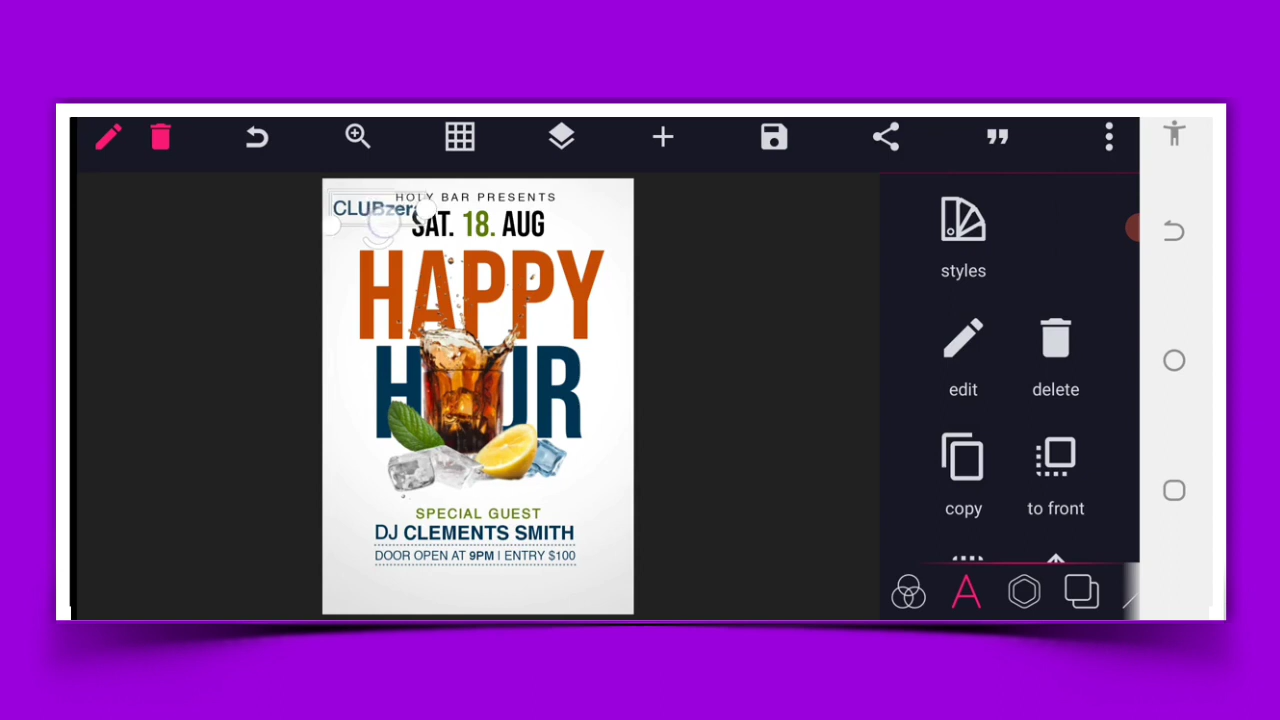 HOLY BAR PRESENTS
CLUBzero
SAT. 18. AUG
HAPPY
HOUR
SPECIAL GUEST
DJ CLEMENTS SMITH
DOOR OPEN AT 9PM | ENTRY $100
styles
edit
delete
copy
to front